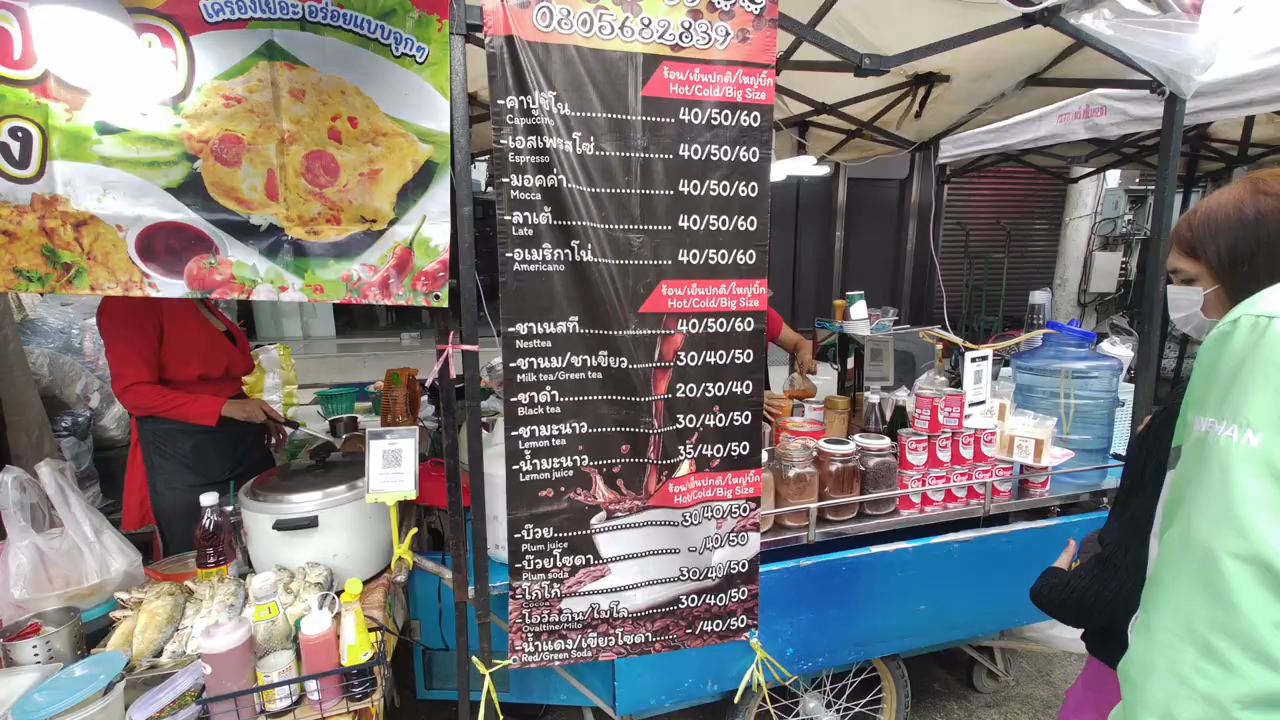 เครื่องเยอะ อร่อยแบบจุกๆ
ง
0805682839
ร้อน/เย็นปกติ/ใหญ่บิ๊ก
Hot/Cold/Big Size
-คาปูชิโน...................... 40/50/60
Capuccino
-เอสเพรสโซ่................ 40/50/60
Espresso
-มอคค่า...................... 40/50/60
Mocca
-ลาเต้......................... 40/50/60
Late
-อเมริกาโน่................ 40/50/60
Americano
ร้อน/เย็นปกติ/ใหญ่บิ๊ก
Hot/Cold/Big Size
-ชาเนสที..................... 40/50/60
Nesttea
-ชานม/ชาเขียว............ 30/40/50
Milk tea/Green tea
-ชาดำ......................... 20/30/40
Black tea
-ชามะนาว................... 30/40/50
Lemon tea
-น้ำมะนาว................... 35/40/50
Lemon juice
ร้อน/เย็นปกติ/ใหญ่บิ๊ก
Hot/Cold/Big Size
-บ๊วย........................... 30/40/50
Plum juice
-บ๊วยโซดา................... - /40/50
Plum soda
-โกโก้......................... 30/40/50
Cocoa
-โอวัลติน/ไมโล............ 30/40/50
Ovaltine/Milo
-น้ำแดง/เขียวโซดา...... - /40/50
Red/Green Soda